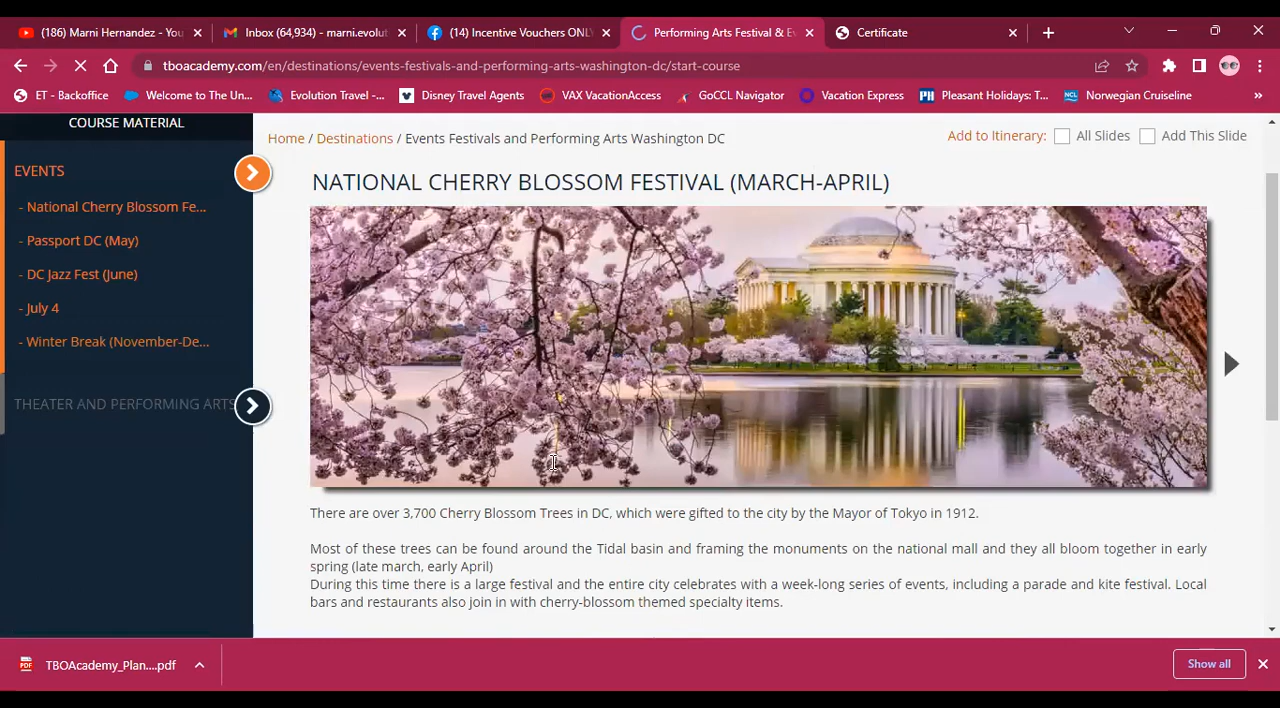 (186) Marni Hernandez - You
Inbox (64,934) - marni.evolut
(14) Incentive Vouchers ONL
Performing Arts Festival & E
Certificate
tboacademy.com/en/destinations/events-festivals-and-performing-arts-washington-dc/start-course
ET - Backoffice
Welcome to The Un...
Evolution Travel -...
Disney Travel Agents
VAX VacationAccess
GoCCL Navigator
Vacation Express
Pleasant Holidays: T...
Norwegian Cruiseline
»
COURSE MATERIAL
Home / Destinations / Events Festivals and Performing Arts Washington DC
Add to Itinerary: All Slides Add This Slide
EVENTS
- National Cherry Blossom Fe...
- Passport DC (May)
- DC Jazz Fest (June)
- July 4
- Winter Break (November-De...
THEATER AND PERFORMING ARTS
NATIONAL CHERRY BLOSSOM FESTIVAL (MARCH-APRIL)
There are over 3,700 Cherry Blossom Trees in DC, which were gifted to the city by the Mayor of Tokyo in 1912.
Most of these trees can be found around the Tidal basin and framing the monuments on the national mall and they all bloom together in early
spring (late march, early April)
During this time there is a large festival and the entire city celebrates with a week-long series of events, including a parade and kite festival. Local
bars and restaurants also join in with cherry-blossom themed specialty items.
TBOAcademy_Plan....pdf
Show all